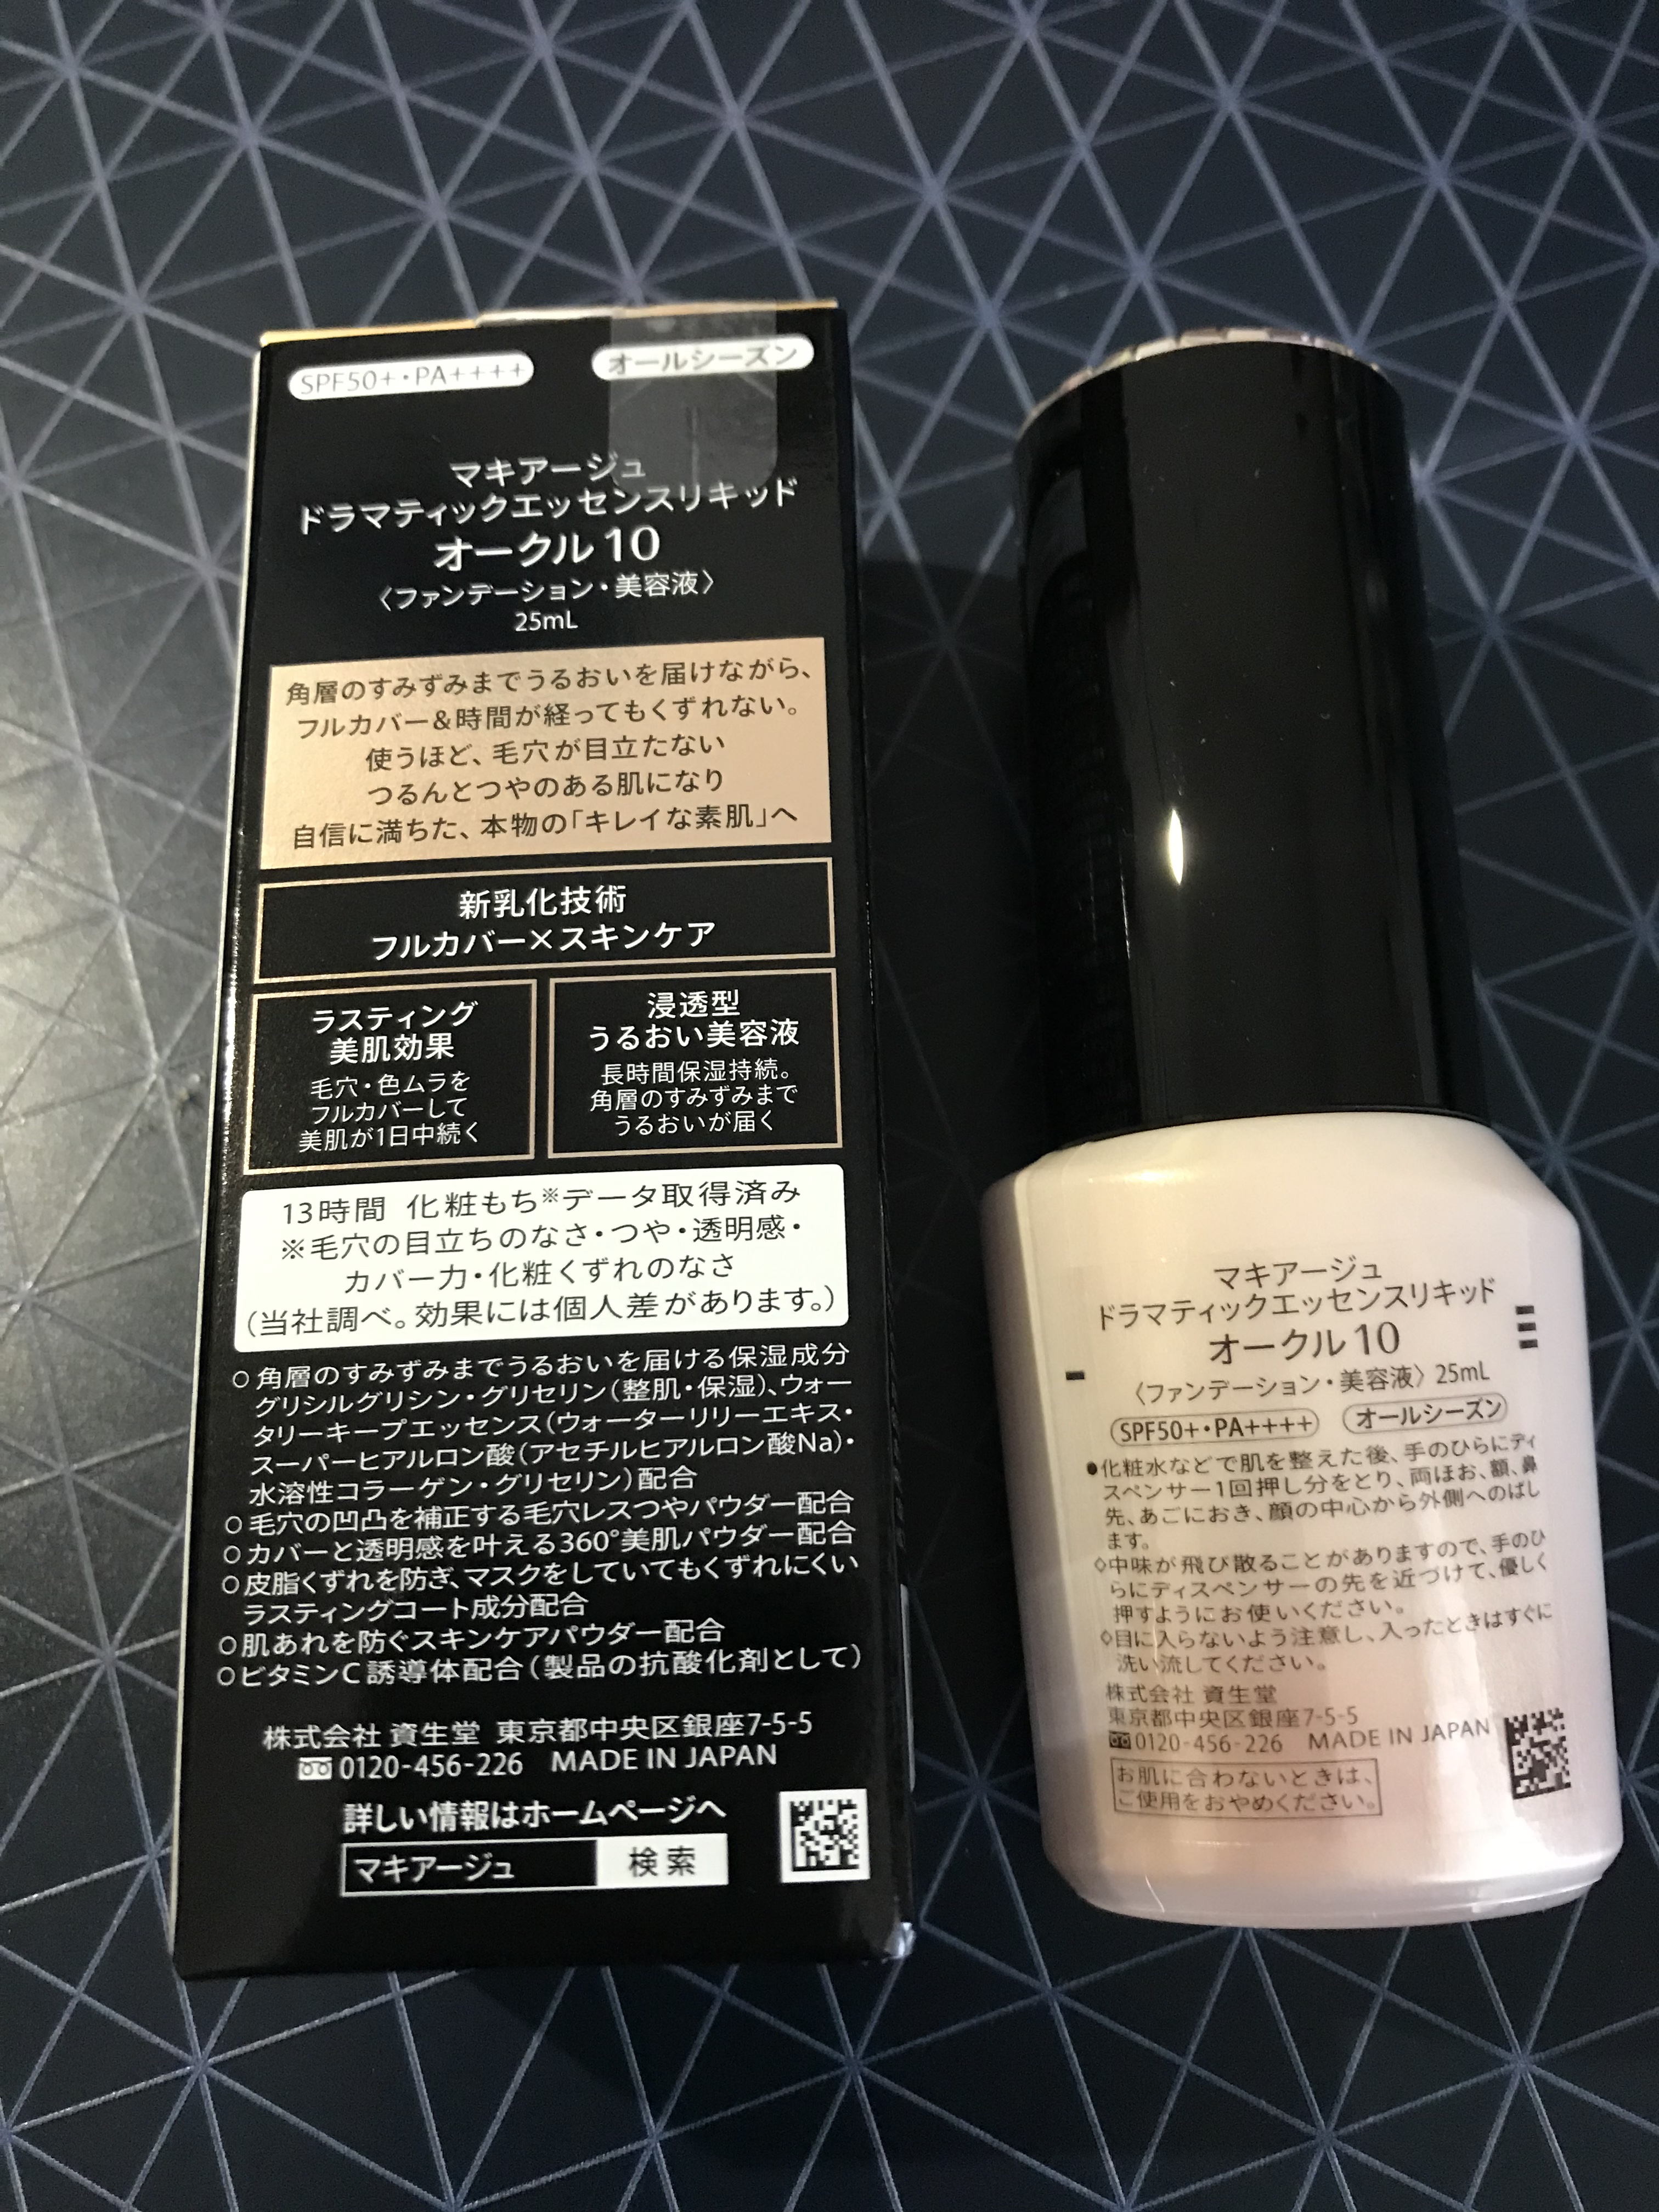 SPF50+・PA++++
オールシーズン
マキアージュ
ドラマティックエッセンスリキッド
オークル10
〈ファンデーション・美容液〉
25mL
角層のすみずみまでうるおいを届けながら、
フルカバー&時間が経ってもくずれない。
使うほど、毛穴が目立たない
つるんとつやのある肌になり
自信に満ちた、本物の「キレイな素肌」へ
新乳化技術
フルカバー×スキンケア
ラスティング
美肌効果
毛穴・色ムラを
フルカバーして
美肌が1日中続く
浸透型
うるおい美容液
長時間保湿持続。
角層のすみずみまで
うるおいが届く
13時間 化粧もち※データ取得済み
※毛穴の目立ちのなさ・つや・透明感・
カバー力・化粧くずれのなさ
(当社調べ。効果には個人差があります。)
○角層のすみずみまでうるおいを届ける保湿成分
グリシルグリシン・グリセリン(整肌・保湿)、ウォー
タリーキープエッセンス(ウォーターリリーエキス・
スーパーヒアルロン酸(アセチルヒアルロン酸Na)・
水溶性コラーゲン・グリセリン)配合
○毛穴の凹凸を補正する毛穴レスつやパウダー配合
○カバーと透明感を叶える360°美肌パウダー配合
○皮脂くずれを防ぎ、マスクをしていてもくずれにくい
ラスティングコート成分配合
○肌あれを防ぐスキンケアパウダー配合
○ビタミンC誘導体配合(製品の抗酸化剤として)
株式会社 資生堂 東京都中央区銀座7-5-5
0120-456-226 MADE IN JAPAN
詳しい情報はホームページへ
マキアージュ 検索
マキアージュ
ドラマティックエッセンスリキッド
オークル10
〈ファンデーション・美容液〉25mL
SPF50+・PA++++ オールシーズン
●化粧水などで肌を整えた後、手のひらにディ
スペンサー1回押し分をとり、両ほお、額、鼻
先、あごにおき、顔の中心から外側へのばし
ます。
◇中味が飛び散ることがありますので、手のひ
らにディスペンサーの先を近づけて、優しく
押すようにお使いください。
◇目に入らないよう注意し、入ったときはすぐに
洗い流してください。
株式会社 資生堂
東京都中央区銀座7-5-5
0120-456-226 MADE IN JAPAN
お肌に合わないときは、
ご使用をおやめください。